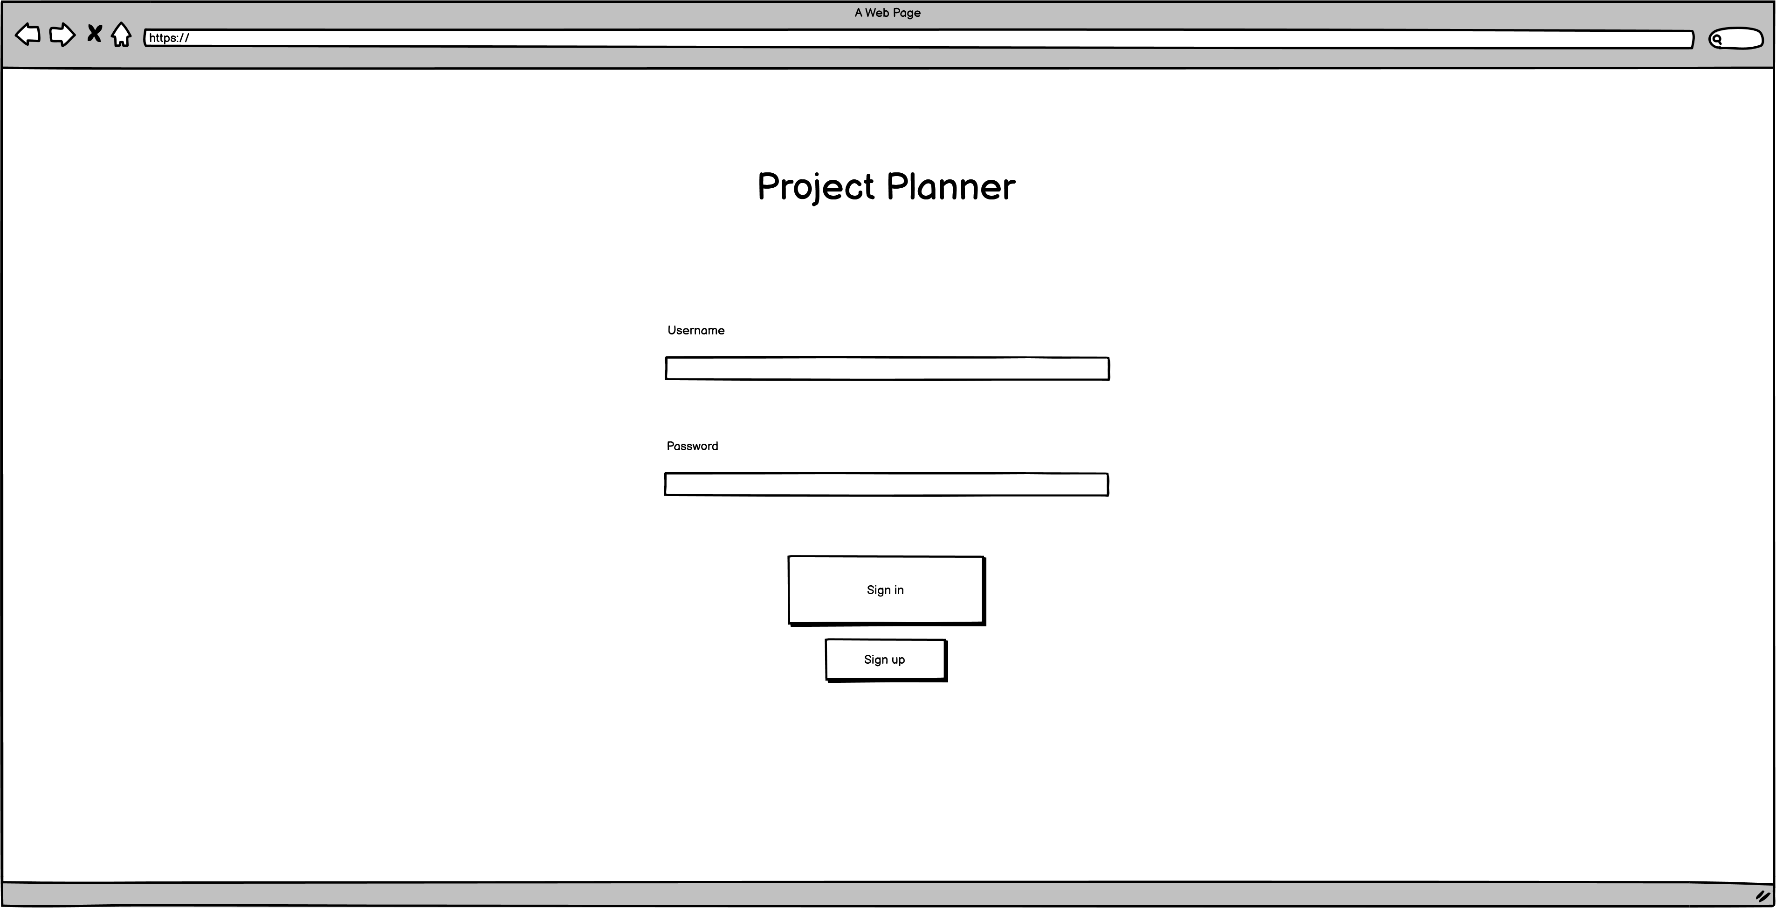 A Web Page
https://
Project Planner
Username
Password
Sign in
Sign up